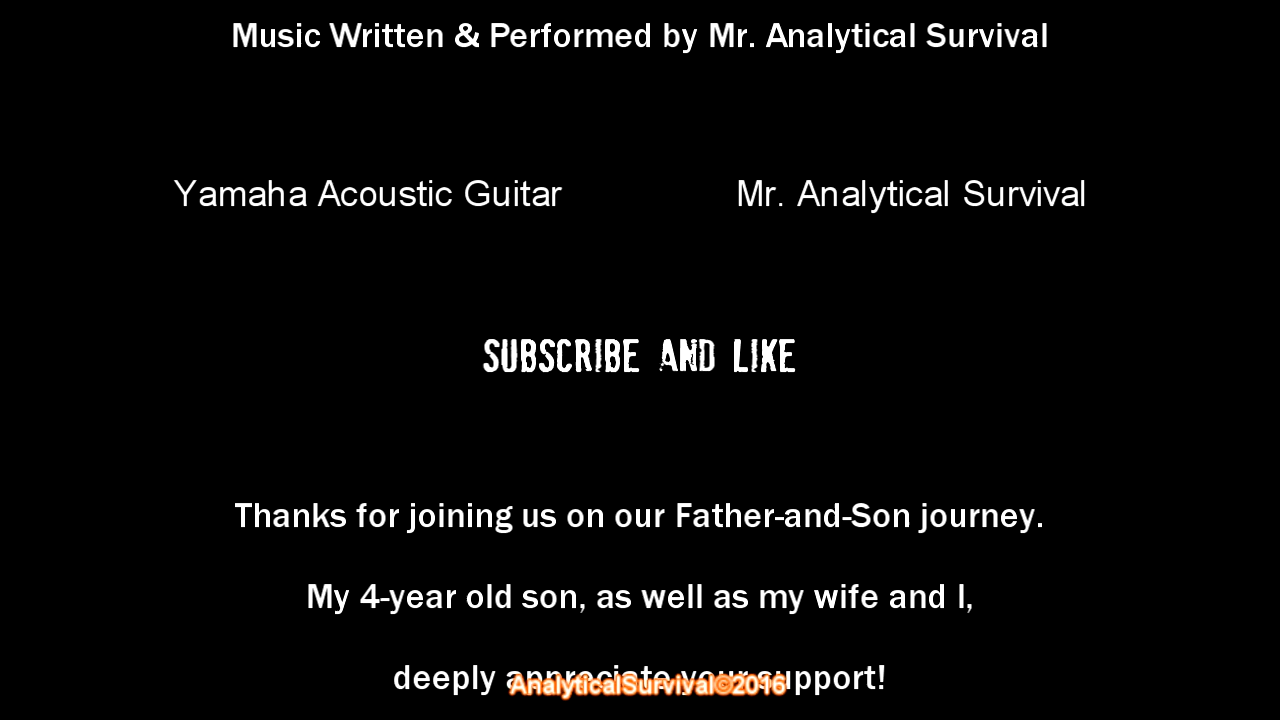 Music Written & Performed by Mr. Analytical Survival
Yamaha Acoustic Guitar Mr. Analytical Survival
SUBSCRIBE AND LIKE
Thanks for joining us on our Father-and-Son journey.
My 4-year old son, as well as my wife and I,
deeply appreciate your support!
AnalyticalSurvival©2016